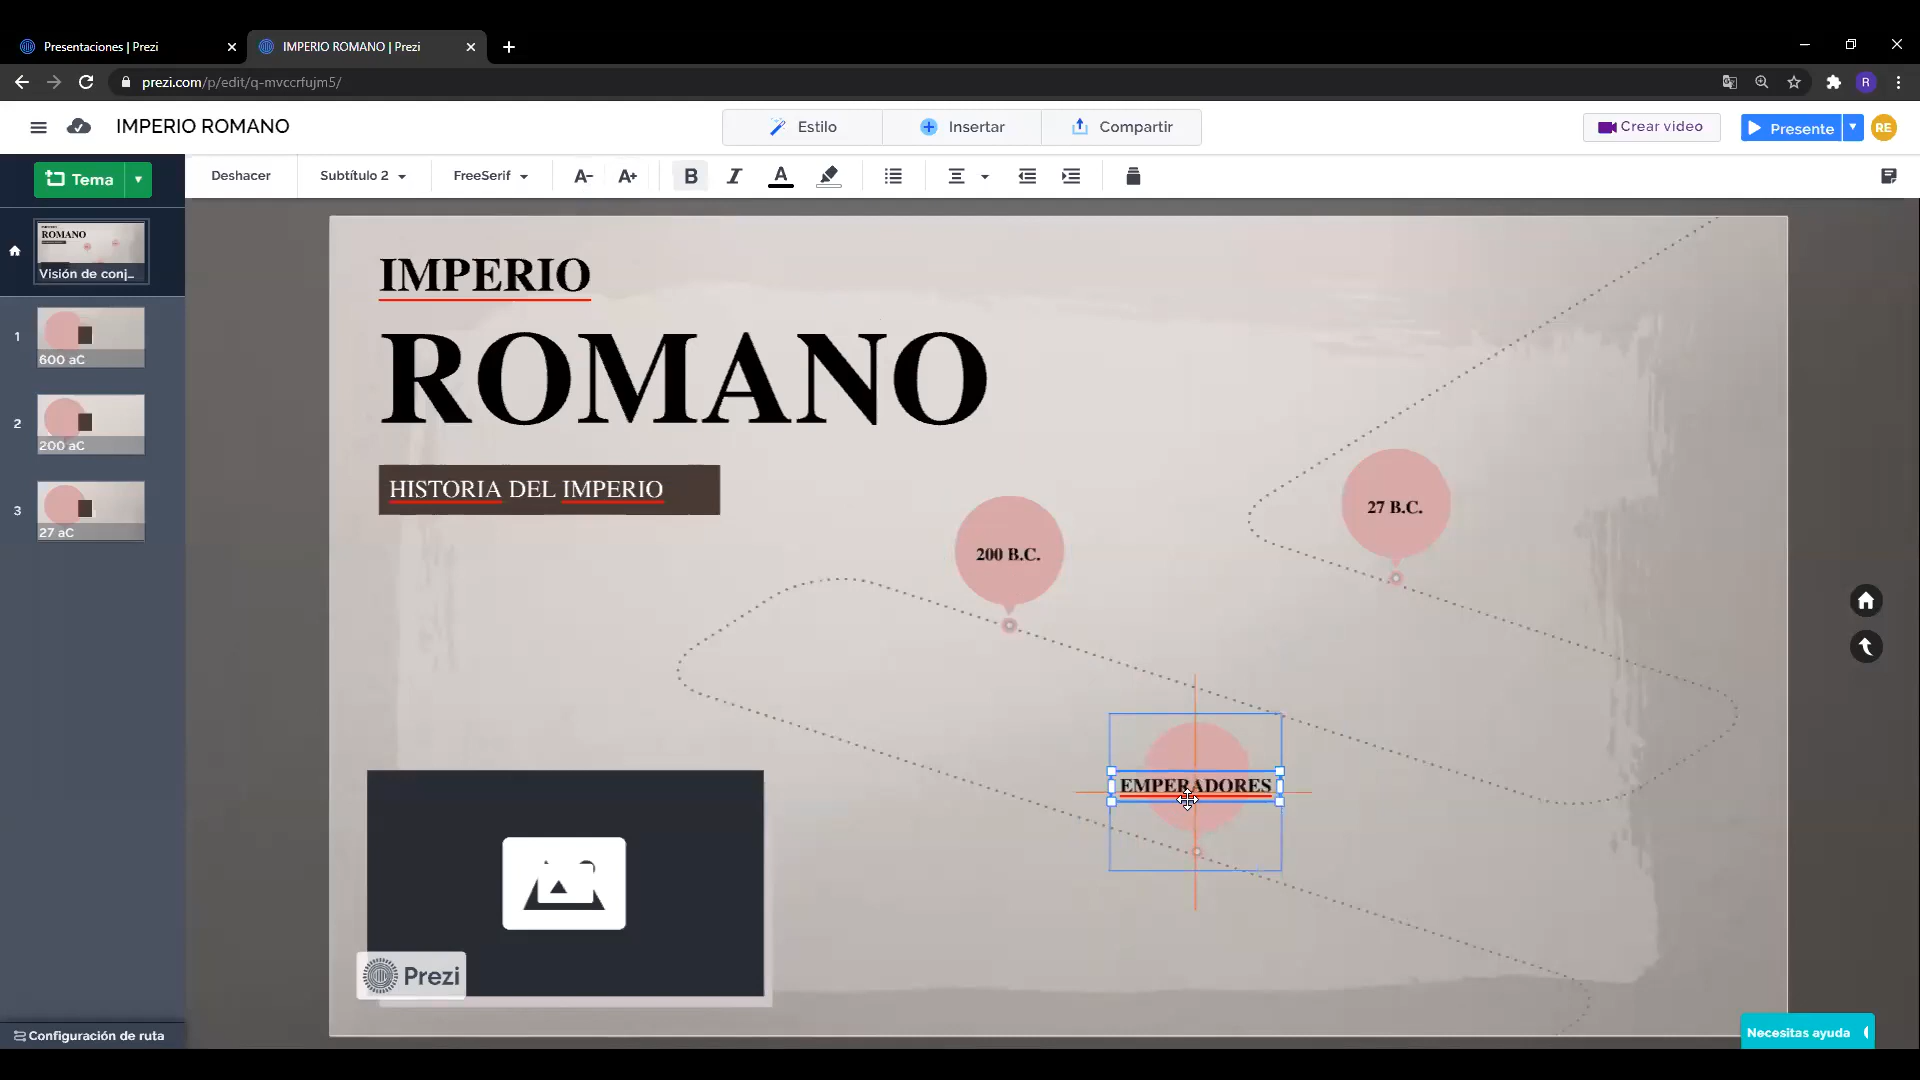 Presentaciones | Prezi
IMPERIO ROMANO | Prezi
prezi.com/p/edit/q-mvccrfujm5/
R
IMPERIO ROMANO
Estilo
Insertar
Compartir
Crear video
Presente
RE
Tema
Deshacer
Subtítulo 2
FreeSerif
A-
A+
B
I
A
IMPERIO
ROMANO
HISTORIA DEL IMPERIO
200 B.C.
27 B.C.
EMPERADORES
Prezi
ROMANO
Visión de conj...
1
600 aC
2
200 aC
3
27 aC
Configuración de ruta
Necesitas ayuda